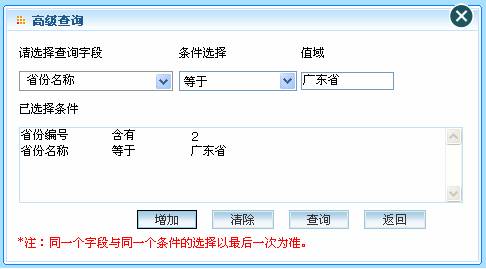 高级查询
请选择查询字段 条件选择 值域
省份名称 等于 广东省
已选择条件
省份编号 含有 2
省份名称 等于 广东省
增加 清除 查询 返回
*注：同一个字段与同一个条件的选择以最后一次为准。